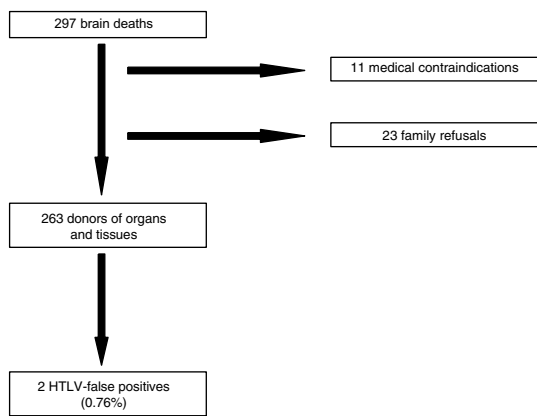 297 brain deaths
11 medical contraindications
23 family refusals
263 donors of organs
and tissues
2 HTLV-false positives
(0.76%)